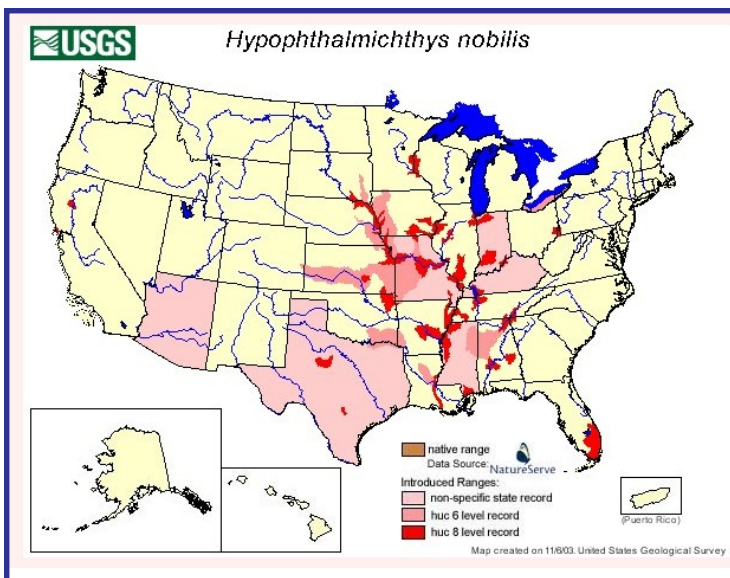 USGS
Hypophthalmichthys nobilis
native range
Data Source:
NatureServe
Introduced Ranges:
non-specific state record
huc 6 level record
huc 8 level record
(Puerto Rico)
Map created on 11/6/03. United States Geological Survey